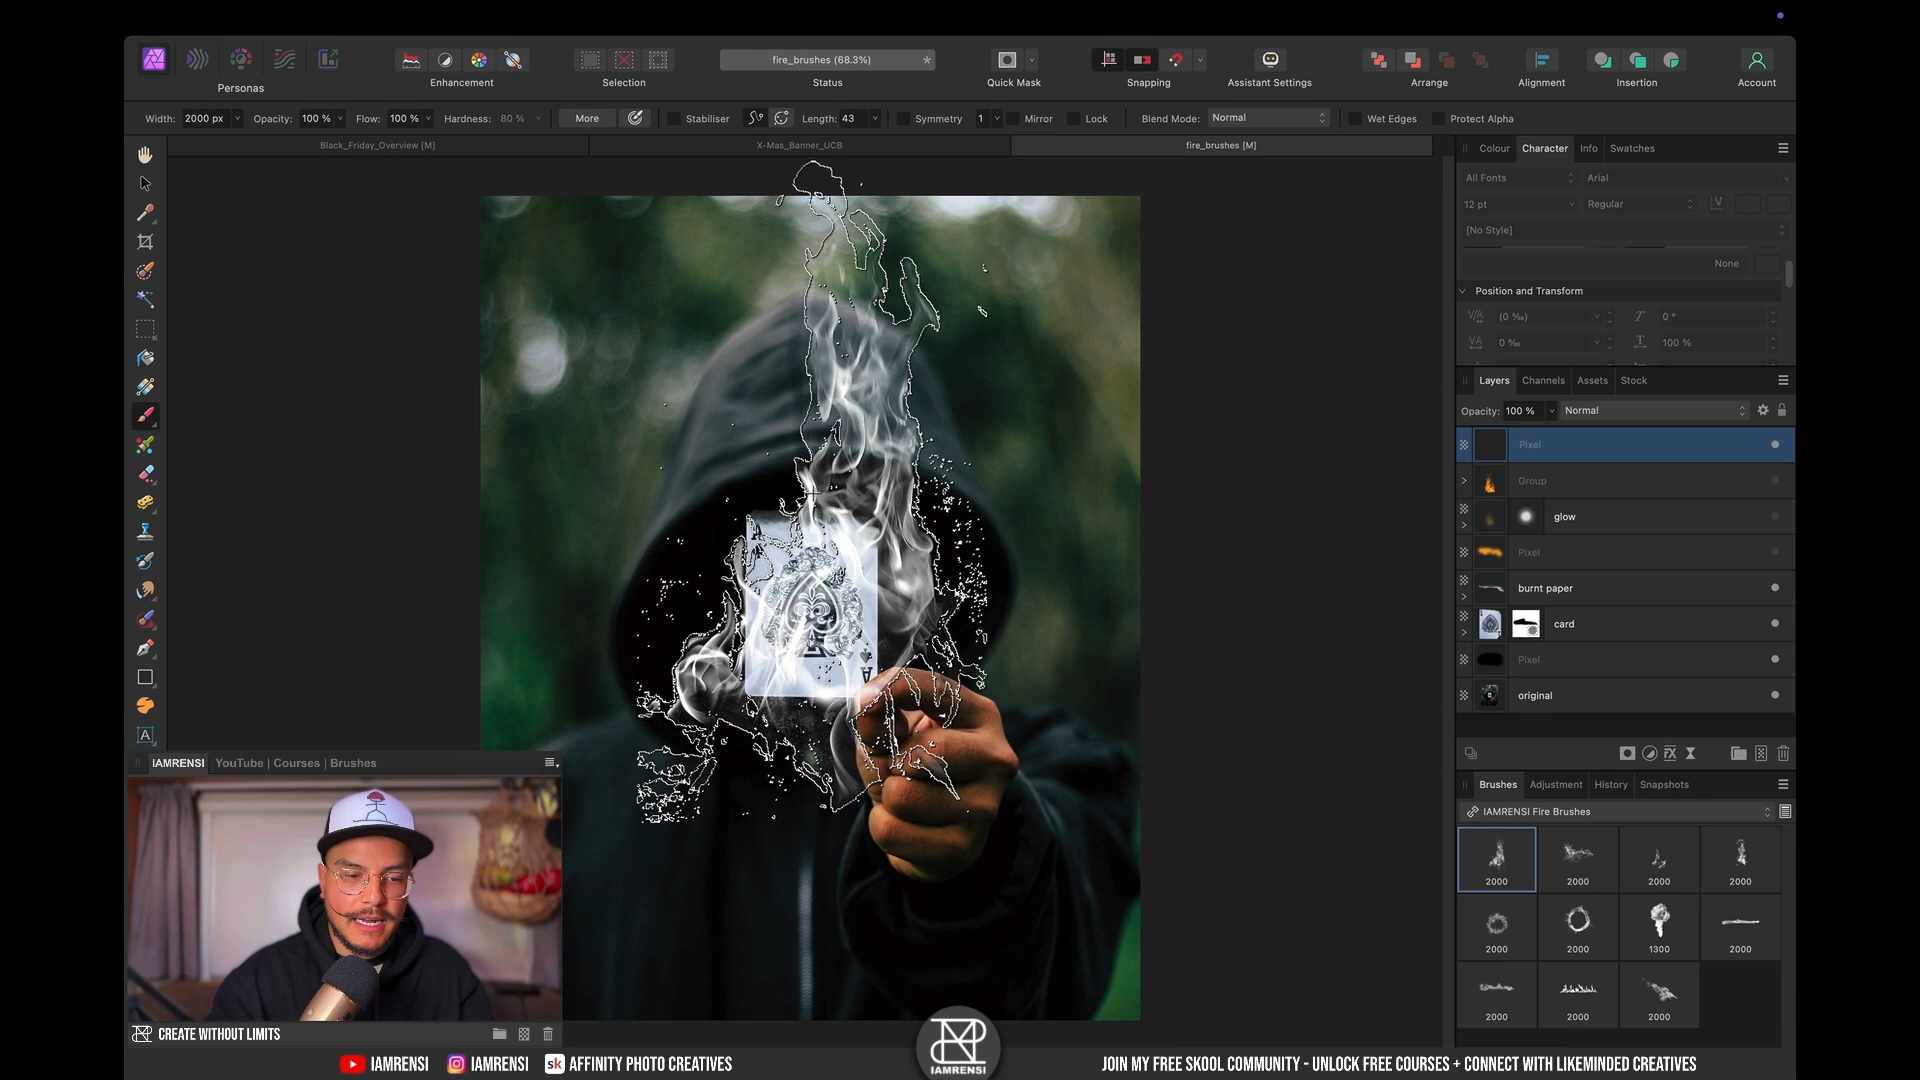 Personas
Enhancement
Selection
fire_brushes (68.3%)
*
Status
Quick Mask
Snapping
Assistant Settings
Arrange
Alignment
Insertion
Account
Width: 2000 px Opacity: 100 % Flow: 100 % Hardness: 80 % More Stabiliser Length: 43 Symmetry 1 Mirror Lock Blend Mode: Normal Wet Edges Protect Alpha
Black_Friday_Overview [M]
X-Mas_Banner_UCB
fire_brushes [M]
Colour Character Info Swatches
All Fonts Arial
12 pt Regular
[No Style]
None
Position and Transform
(0 ‰) 0 °
0 ‰ 100 %
Layers Channels Assets Stock
Opacity: 100 % Normal
Pixel
Group
glow
Pixel
burnt paper
card
Pixel
original
Brushes Adjustment History Snapshots
IAMRENSI Fire Brushes
2000 2000 2000 2000
2000 2000 1300 2000
2000 2000 2000
A
A
IAMRENSI YouTube | Courses | Brushes
CREATE WITHOUT LIMITS
IAMRENSI IAMRENSI sk AFFINITY PHOTO CREATIVES
IAMRENSI
JOIN MY FREE SKOOL COMMUNITY - UNLOCK FREE COURSES + CONNECT WITH LIKEMINDED CREATIVES